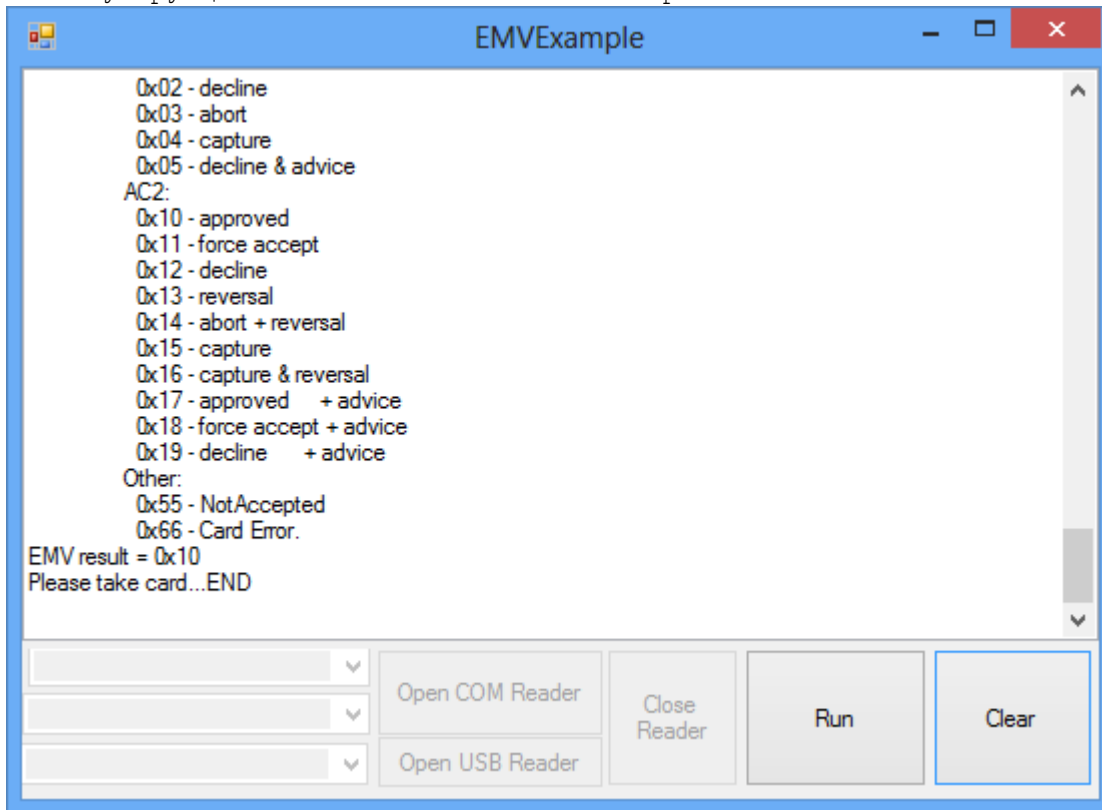 EMVExample
0x02 - decline
0x03 - abort
0x04 - capture
0x05 - decline & advice
AC2:
0x10 - approved
0x11 - force accept
0x12 - decline
0x13 - reversal
0x14 - abort + reversal
0x15 - capture
0x16 - capture & reversal
0x17 - approved + advice
0x18 - force accept + advice
0x19 - decline + advice
Other:
0x55 - NotAccepted
0x66 - Card Error.
EMV result = 0x10
Please take card...END
Open COM Reader
Close
Reader
Run
Clear
Open USB Reader